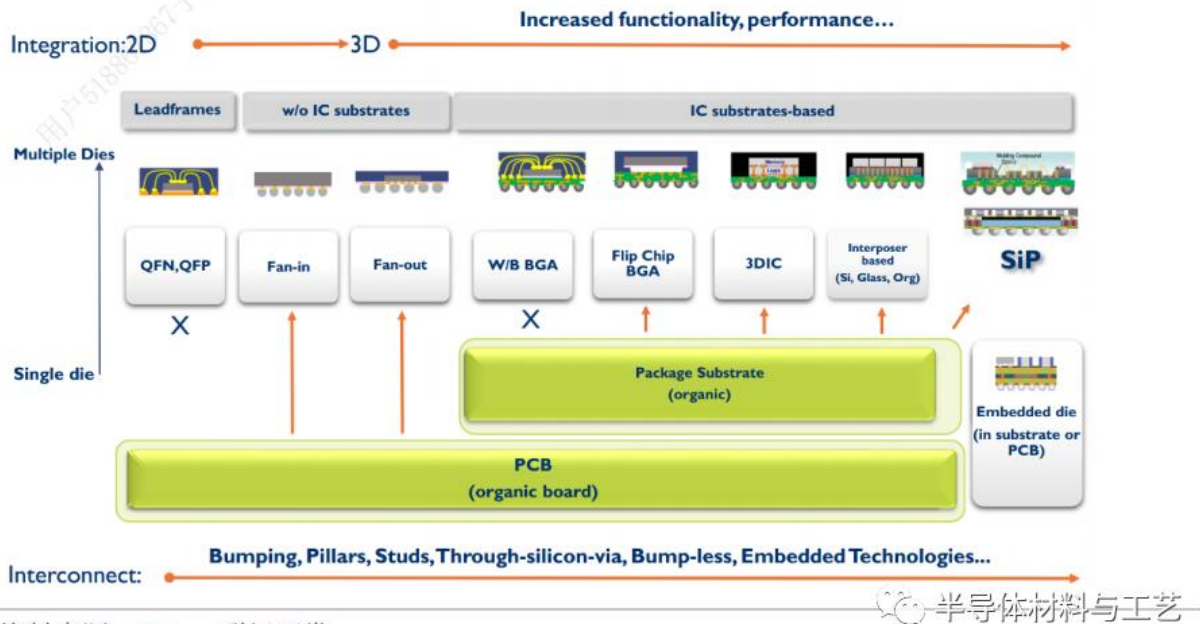 Increased functionality, performance...
Integration:2D
3D
Leadframes
w/o IC substrates
IC substrates-based
Multiple Dies
QFN,QFP
Fan-in
Fan-out
W/B BGA
Flip Chip
BGA
3DIC
Interposer
based
(Si, Glass, Org)
SiP
X
X
Single die
Package Substrate
(organic)
Embedded die
(in substrate or
PCB)
PCB
(organic board)
Bumping, Pillars, Studs, Through-silicon-via, Bump-less, Embedded Technologies...
Interconnect:
半导体材料与工艺